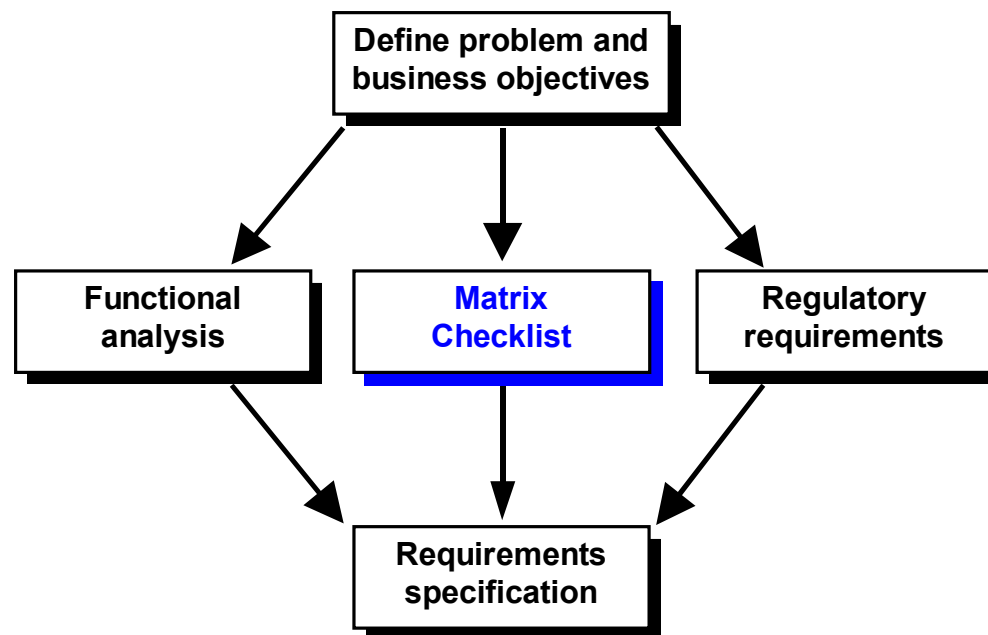 Define problem and
business objectives
Functional
analysis
Matrix
Checklist
Regulatory
requirements
Requirements
specification